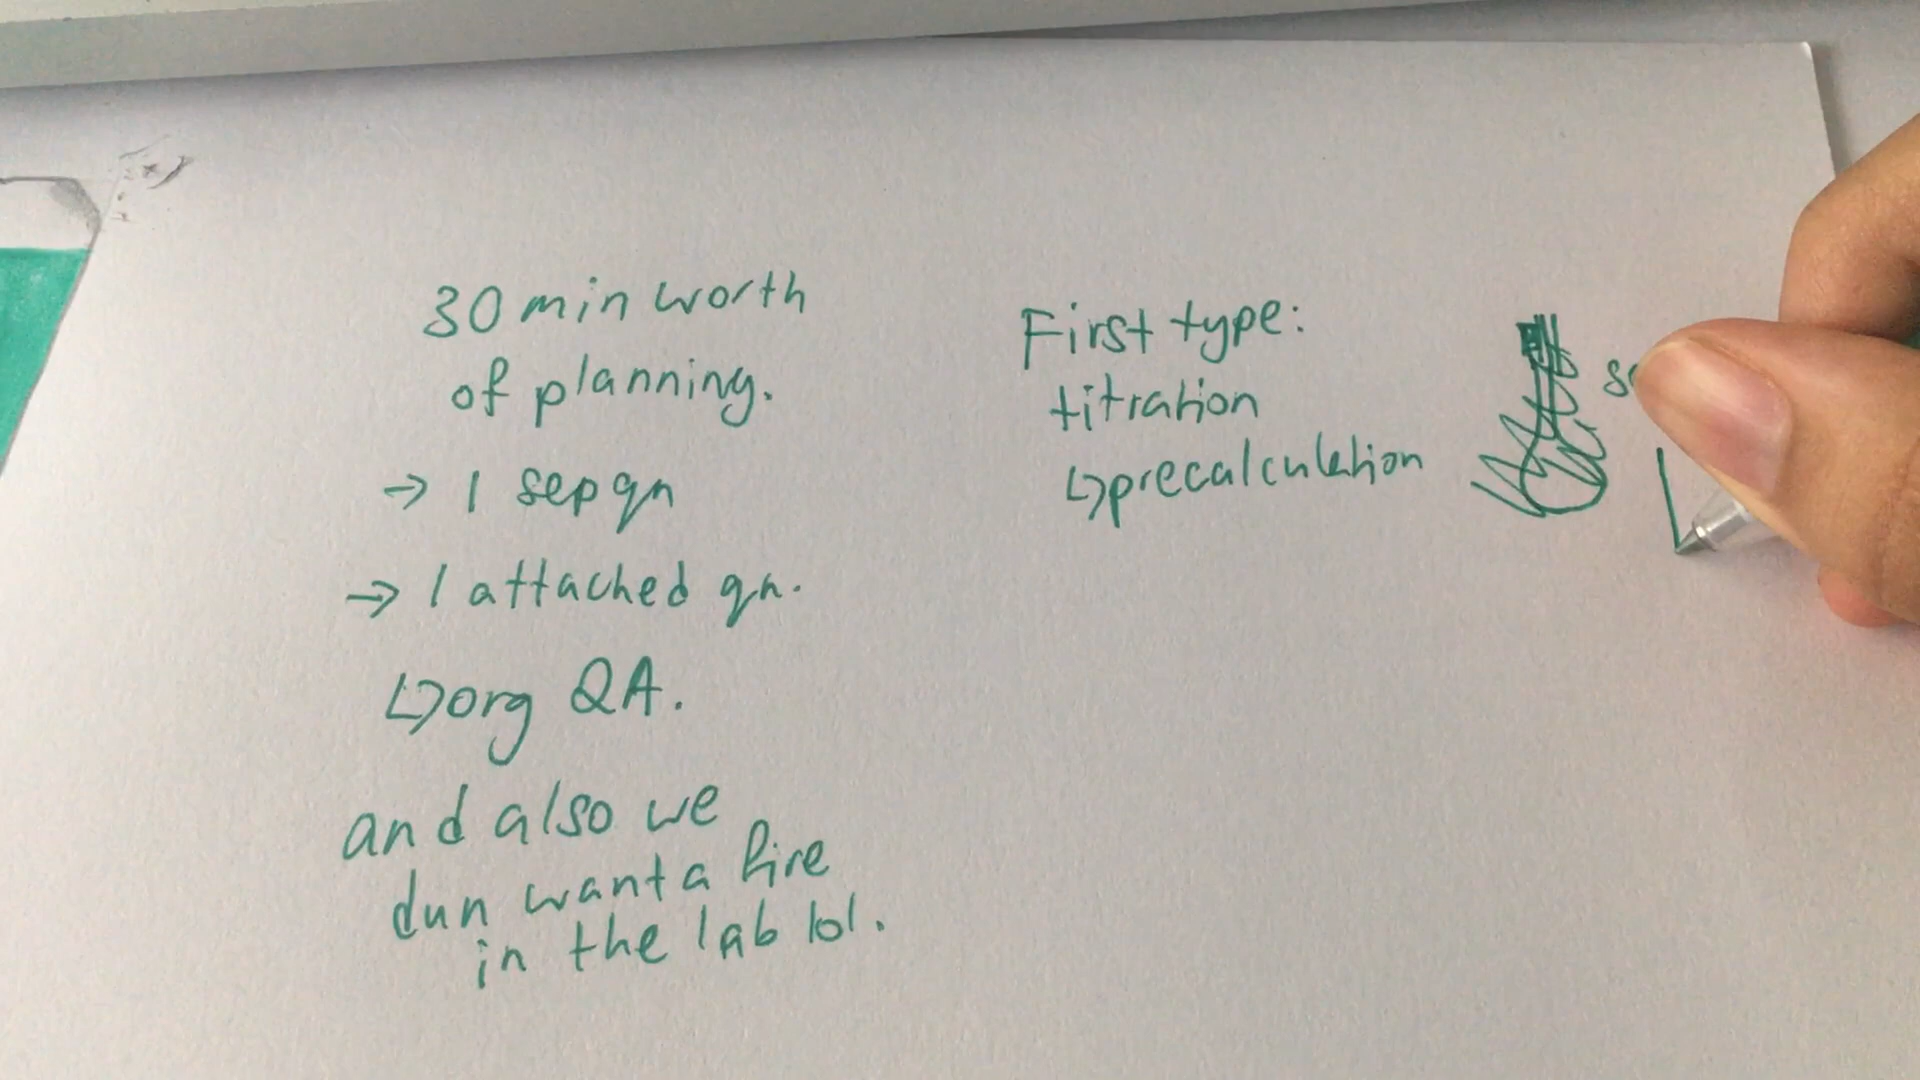 30 min worth
of planning.
→ 1 sep qn
→ 1 attached qn.
↳ org QA.
and also we
dun want a fire
in the lab lol.
First type:
titration
↳ precalculation